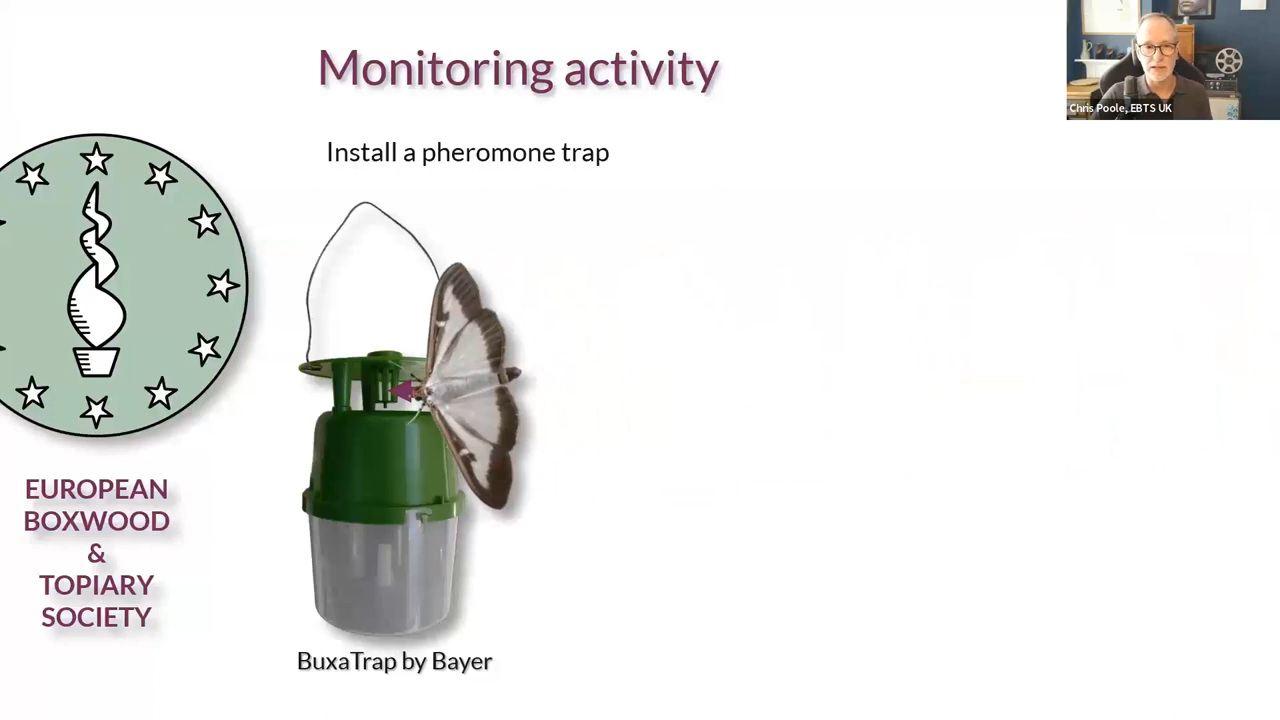 Monitoring activity
Chris Poole, EBTS UK
Install a pheromone trap
EUROPEAN
BOXWOOD
&
TOPIARY
SOCIETY
BuxaTrap by Bayer